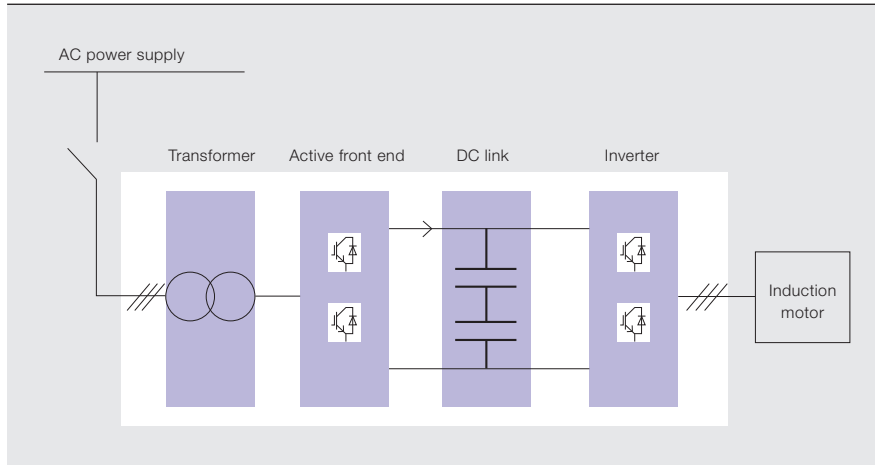 AC power supply
Transformer
Active front end
DC link
Inverter
Induction
motor